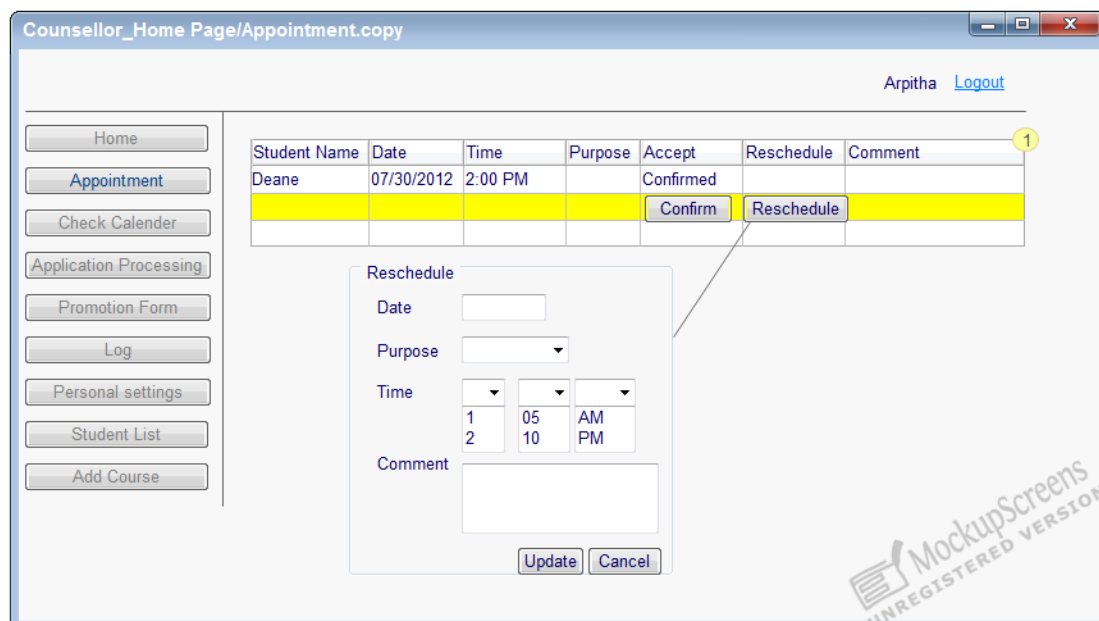 Counsellor_Home Page/Appointment.copy
Arpitha Logout
Home
Appointment
Check Calender
Application Processing
Promotion Form
Log
Personal settings
Student List
Add Course
1
Student Name Date Time Purpose Accept Reschedule Comment
Deane 07/30/2012 2:00 PM Confirmed
Confirm Reschedule
Reschedule
Date
Purpose
Time
1 05 AM
2 10 PM
Comment
Update Cancel
MockupScreens
UNREGISTERED VERSION